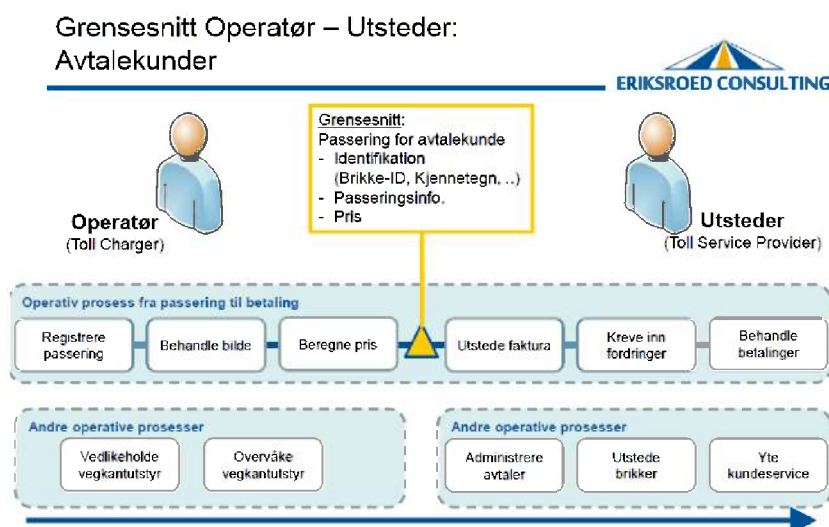 Grensesnitt Operatør – Utsteder:
Avtalekunder
ERIKSROED CONSULTING
Grensesnitt:
Passering for avtalekunde
- Identifikation
(Brikke-ID, Kjennetegn, ..)
- Passeringsinfo.
- Pris
Operatør
(Toll Charger)
Utsteder
(Toll Service Provider)
Operativ prosess fra passering til betaling
Registrere
passering
Behandle bilde
Beregne pris
Utstede faktura
Kreve inn
fordringer
Behandle
betalinger
Andre operative prosesser
Vedlikeholde
vegkantutstyr
Overvåke
vegkantutstyr
Andre operative prosesser
Administrere
avtaler
Utstede
brikker
Yte
kundeservice